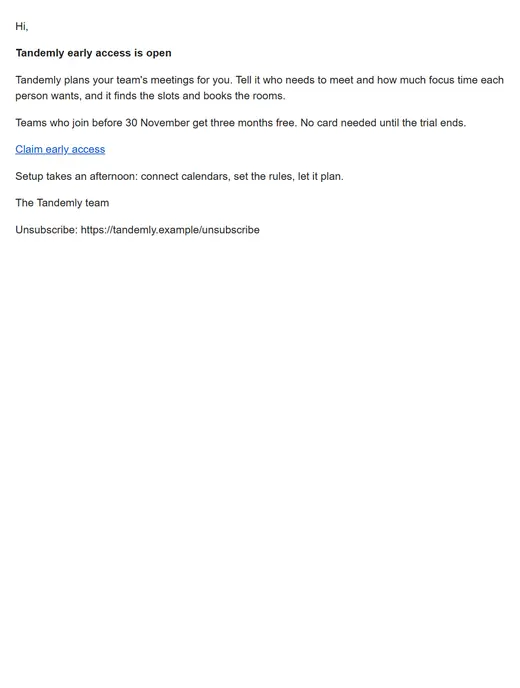 Hi,
Tandemly early access is open
Tandemly plans your team's meetings for you. Tell it who needs to meet and how much focus time each
person wants, and it finds the slots and books the rooms.
Teams who join before 30 November get three months free. No card needed until the trial ends.
Claim early access
Setup takes an afternoon: connect calendars, set the rules, let it plan.
The Tandemly team
Unsubscribe: https://tandemly.example/unsubscribe